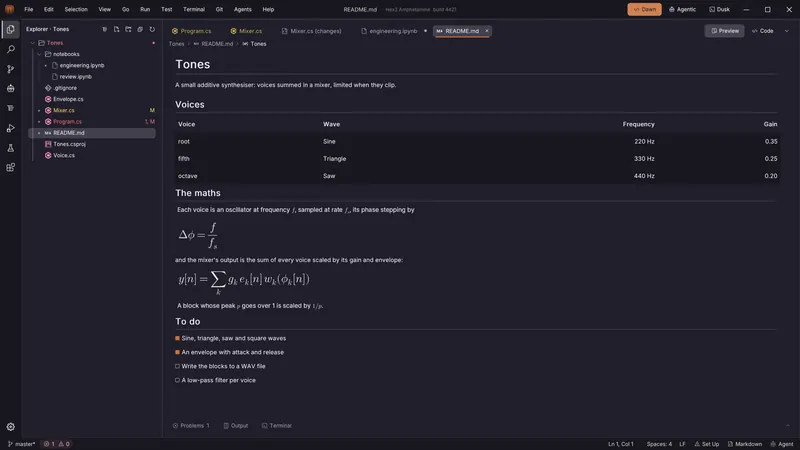 File Edit Selection View Go Run Test Terminal Git Agents Help
README.md Hex3 Amphetamine build 9421
Dawn Agentic Dusk
Explorer · Tones
Program.cs Mixer.cs Mixer.cs (changes) engineering.ipynb README.md
Preview Code
Tones README.md Tones
Tones
notebooks
engineering.ipynb
review.ipynb
.gitignore
Envelope.cs
Mixer.cs M
Program.cs 1, M
README.md
Tones.csproj
Voice.cs
Tones
A small additive synthesiser: voices summed in a mixer, limited when they clip.
Voices
Voice Wave Frequency Gain
root Sine 220 Hz 0.35
fifth Triangle 330 Hz 0.25
octave Saw 440 Hz 0.20
The maths
Each voice is an oscillator at frequency f, sampled at rate fₛ, its phase stepping by
Δϕ = f / fₛ
and the mixer's output is the sum of every voice scaled by its gain and envelope:
y[n] = ∑ₖ gₖ eₖ[n] wₖ(ϕₖ[n])
A block whose peak p goes over 1 is scaled by 1/p.
To do
Sine, triangle, saw and square waves
An envelope with attack and release
Write the blocks to a WAV file
A low-pass filter per voice
Problems 1 Output Terminal
master* 1 0 Ln 1, Col 1 Spaces: 4 LF Set Up Markdown Agent